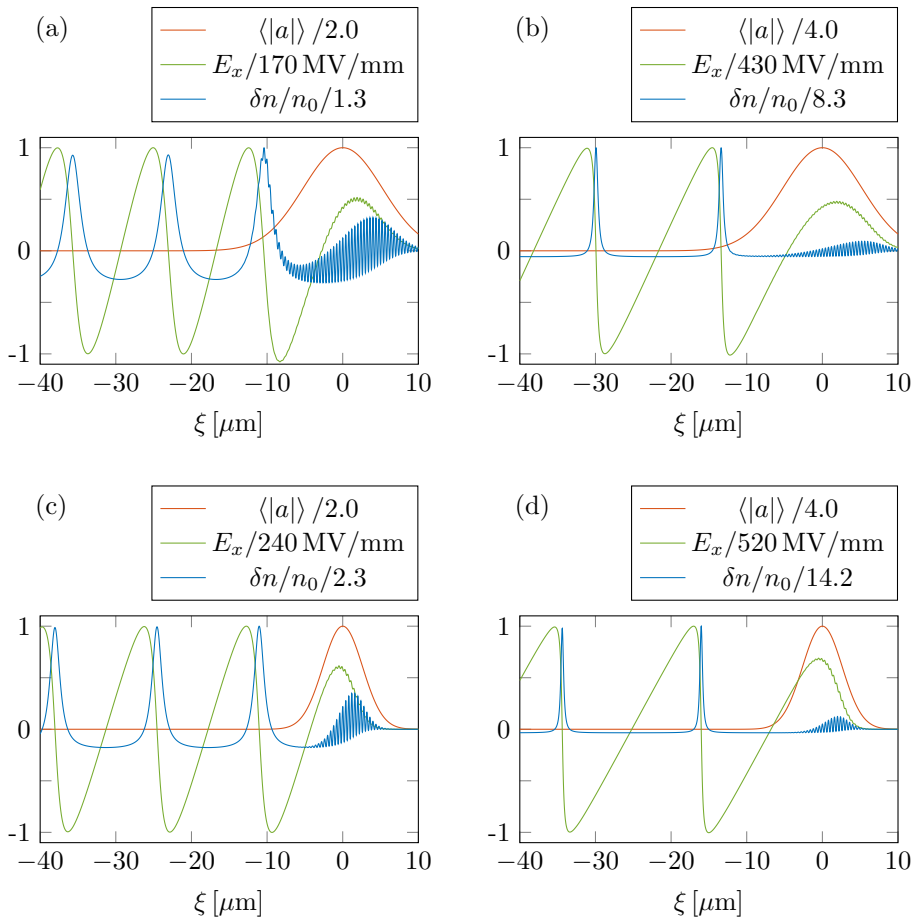 (a)
⟨|a|⟩ /2.0
E_x/170 MV/mm
δn/n_0/1.3
1
0
-1
−40 −30 −20 −10 0 10
ξ [μm]
(b)
⟨|a|⟩ /4.0
E_x/430 MV/mm
δn/n_0/8.3
1
0
-1
−40 −30 −20 −10 0 10
ξ [μm]
(c)
⟨|a|⟩ /2.0
E_x/240 MV/mm
δn/n_0/2.3
1
0
-1
−40 −30 −20 −10 0 10
ξ [μm]
(d)
⟨|a|⟩ /4.0
E_x/520 MV/mm
δn/n_0/14.2
1
0
-1
−40 −30 −20 −10 0 10
ξ [μm]